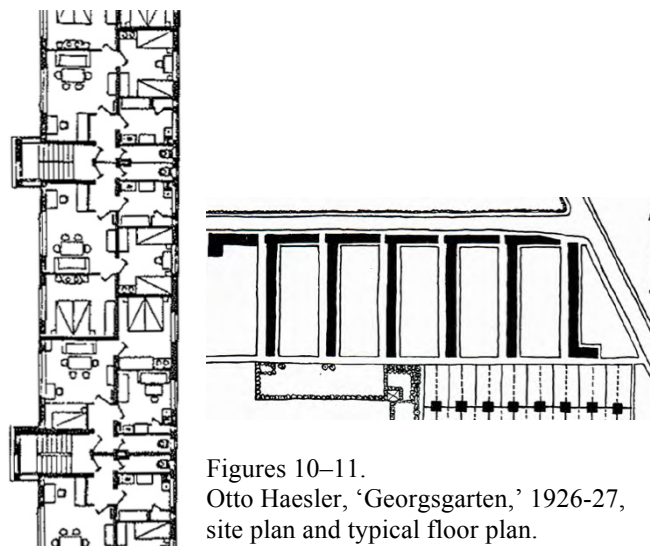 Figures 10–11.
Otto Haesler, ‘Georgsgarten,’ 1926-27,
site plan and typical floor plan.